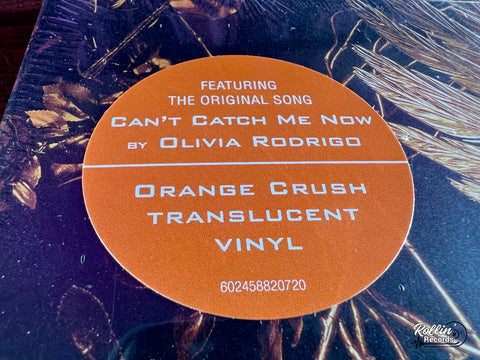 FEATURING
THE ORIGINAL SONG
CAN'T CATCH ME NOW
BY OLIVIA RODRIGO
ORANGE CRUSH
TRANSLUCENT
VINYL
602458820720
Rollin'
Records